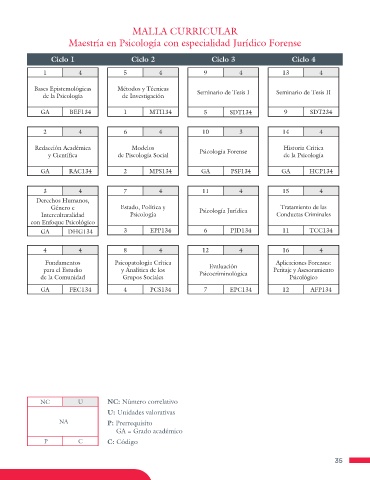 MALLA CURRICULAR
Maestría en Psicología con especialidad Jurídico Forense
Ciclo 1 Ciclo 2 Ciclo 3 Ciclo 4
1 4 5 4 9 4 13 4
Bases Epistemológicas de la Psicología
Métodos y Técnicas de Investigación
Seminario de Tesis I
Seminario de Tesis II
GA BEF134 1 MTI134 5 SDT134 9 SDT234
2 4 6 4 10 3 14 4
Redacción Académica y Científica
Modelos de Psicología Social
Psicología Forense
Historia Crítica de la Psicología
GA RAC134 2 MPS134 GA PSF134 GA HCP134
3 4 7 4 11 4 15 4
Derechos Humanos, Género e Interculturalidad con Enfoque Psicológico
Estado, Política y Psicología
Psicología Jurídica
Tratamiento de las Conductas Criminales
GA DHG134 3 EPP134 6 PJD134 11 TCC134
4 4 8 4 12 4 16 4
Fundamentos para el Estudio de la Comunidad
Psicopatología Crítica y Analítica de los Grupos Sociales
Evaluación Psicocriminológica
Aplicaciones Forenses: Peritaje y Asesoramiento Psicológico
GA FEC134 4 PCS134 7 EPC134 12 AFP134
NC U
NA
P C
NC: Número correlativo
U: Unidades valorativas
P: Prerrequisito
GA = Grado académico
C: Código
35